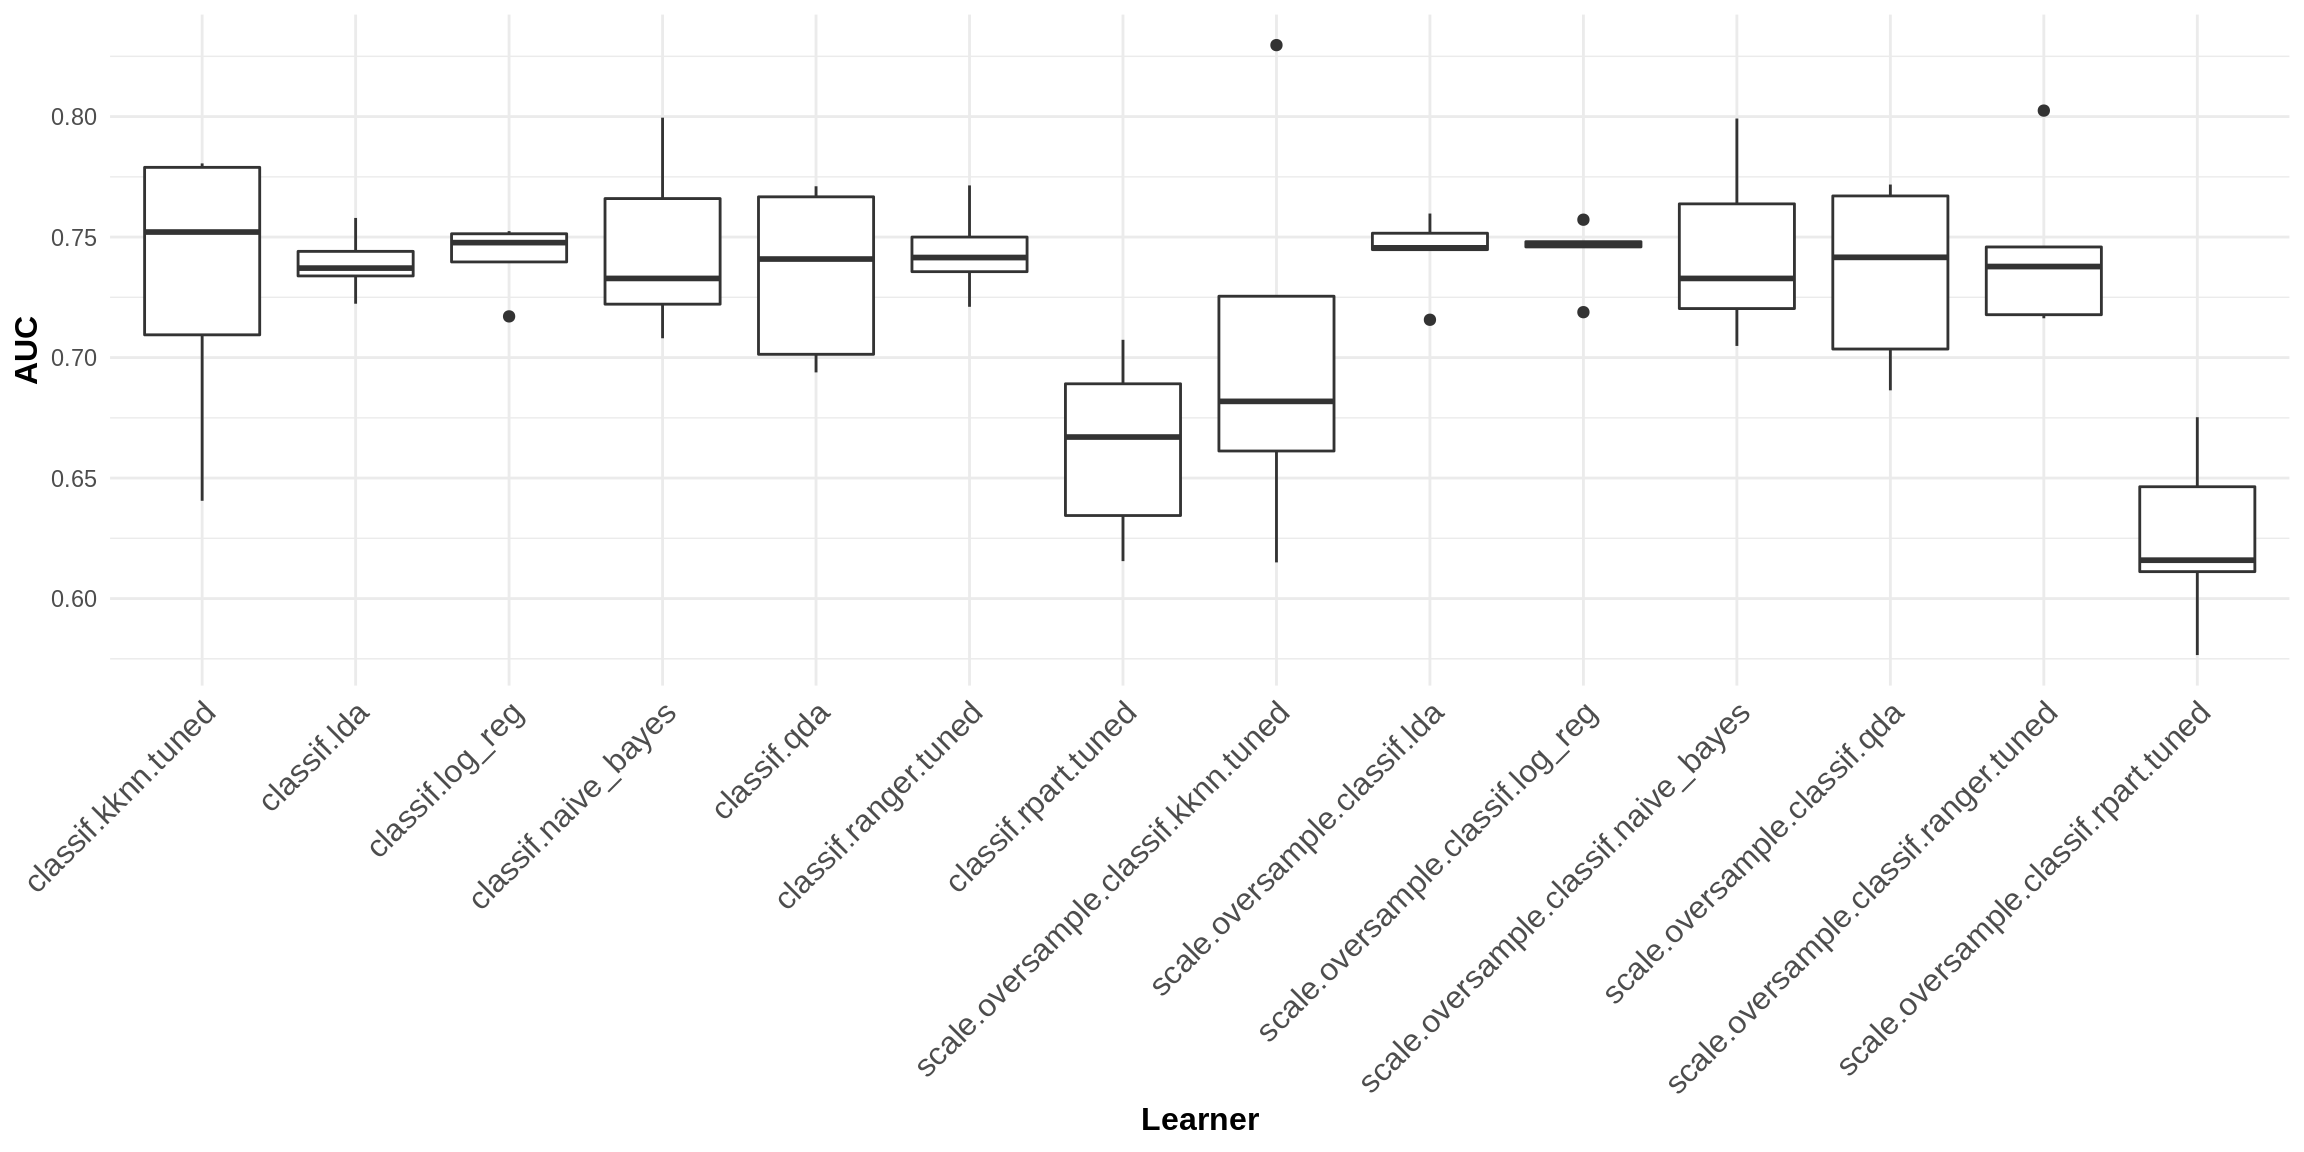 0.80
0.75
0.70
0.65
0.60
AUC
classif.kknn.tuned
classif.lda
classif.log_reg
classif.naive_bayes
classif.qda
classif.ranger.tuned
classif.rpart.tuned
scale.oversample.classif.kknn.tuned
scale.oversample.classif.lda
scale.oversample.classif.log_reg
scale.oversample.classif.naive_bayes
scale.oversample.classif.qda
scale.oversample.classif.ranger.tuned
scale.oversample.classif.rpart.tuned
Learner